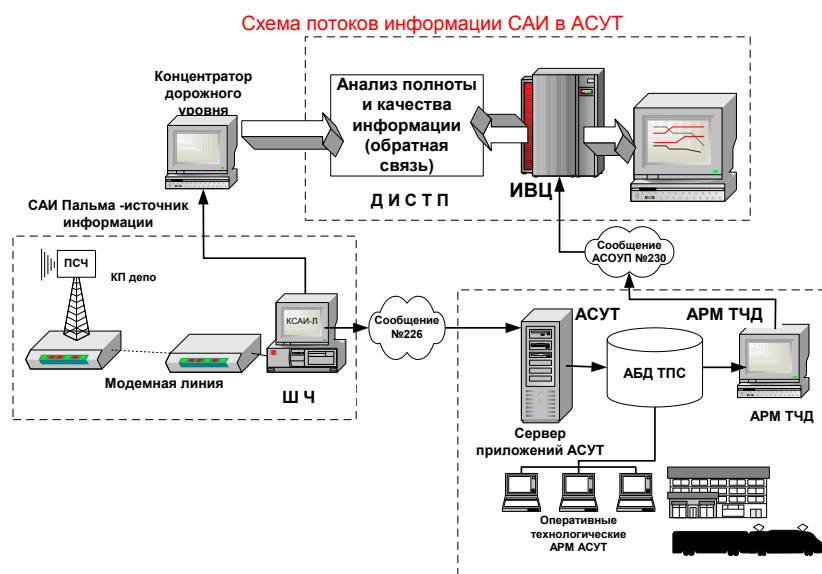 Схема потоков информации САИ в АСУТ
Концентратор
дорожного
уровня
Анализ полноты
и качества
информации
(обратная
связь)
ИВЦ
Д И С Т П
САИ Пальма -источник
информации
ПСЧ
КП депо
КСАИ-Л
Модемная линия
Ш Ч
Сообщение
№226
Сообщение
АСОУП №230
АСУТ
АРМ ТЧД
АБД ТПС
АРМ ТЧД
Сервер
приложений АСУТ
Оперативные
технологические
АРМ АСУТ